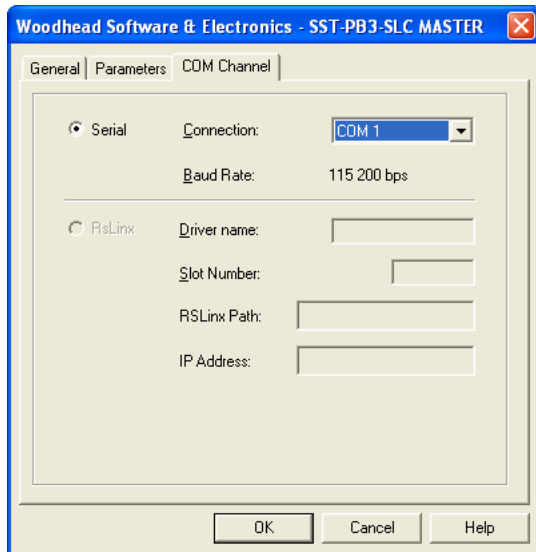 Woodhead Software & Electronics - SST-PB3-SLC MASTER
General Parameters COM Channel
Serial Connection: COM 1
Baud Rate: 115 200 bps
RsLinx Driver name:
Slot Number:
RSLinx Path:
IP Address:
OK Cancel Help